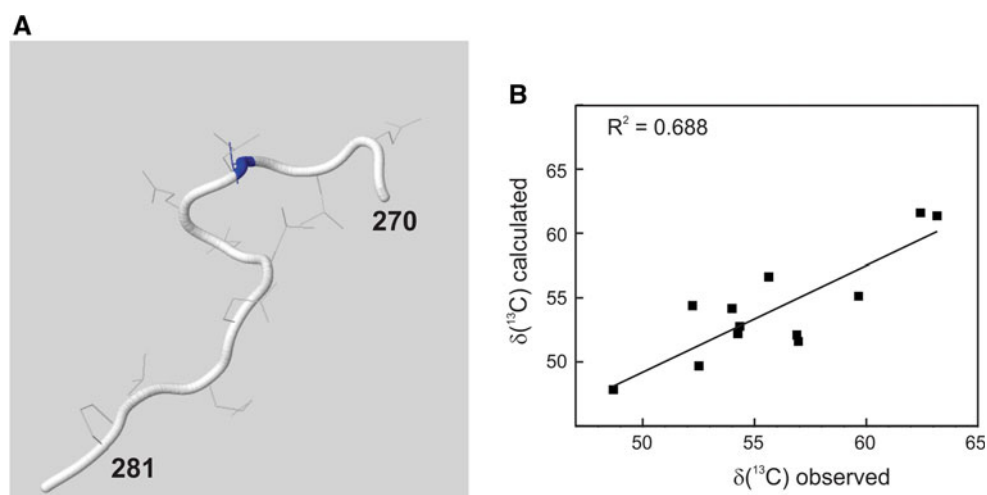 A
270
281
B
R² = 0.688
65
60
55
50
50 55 60 65
δ(¹³C) calculated
δ(¹³C) observed